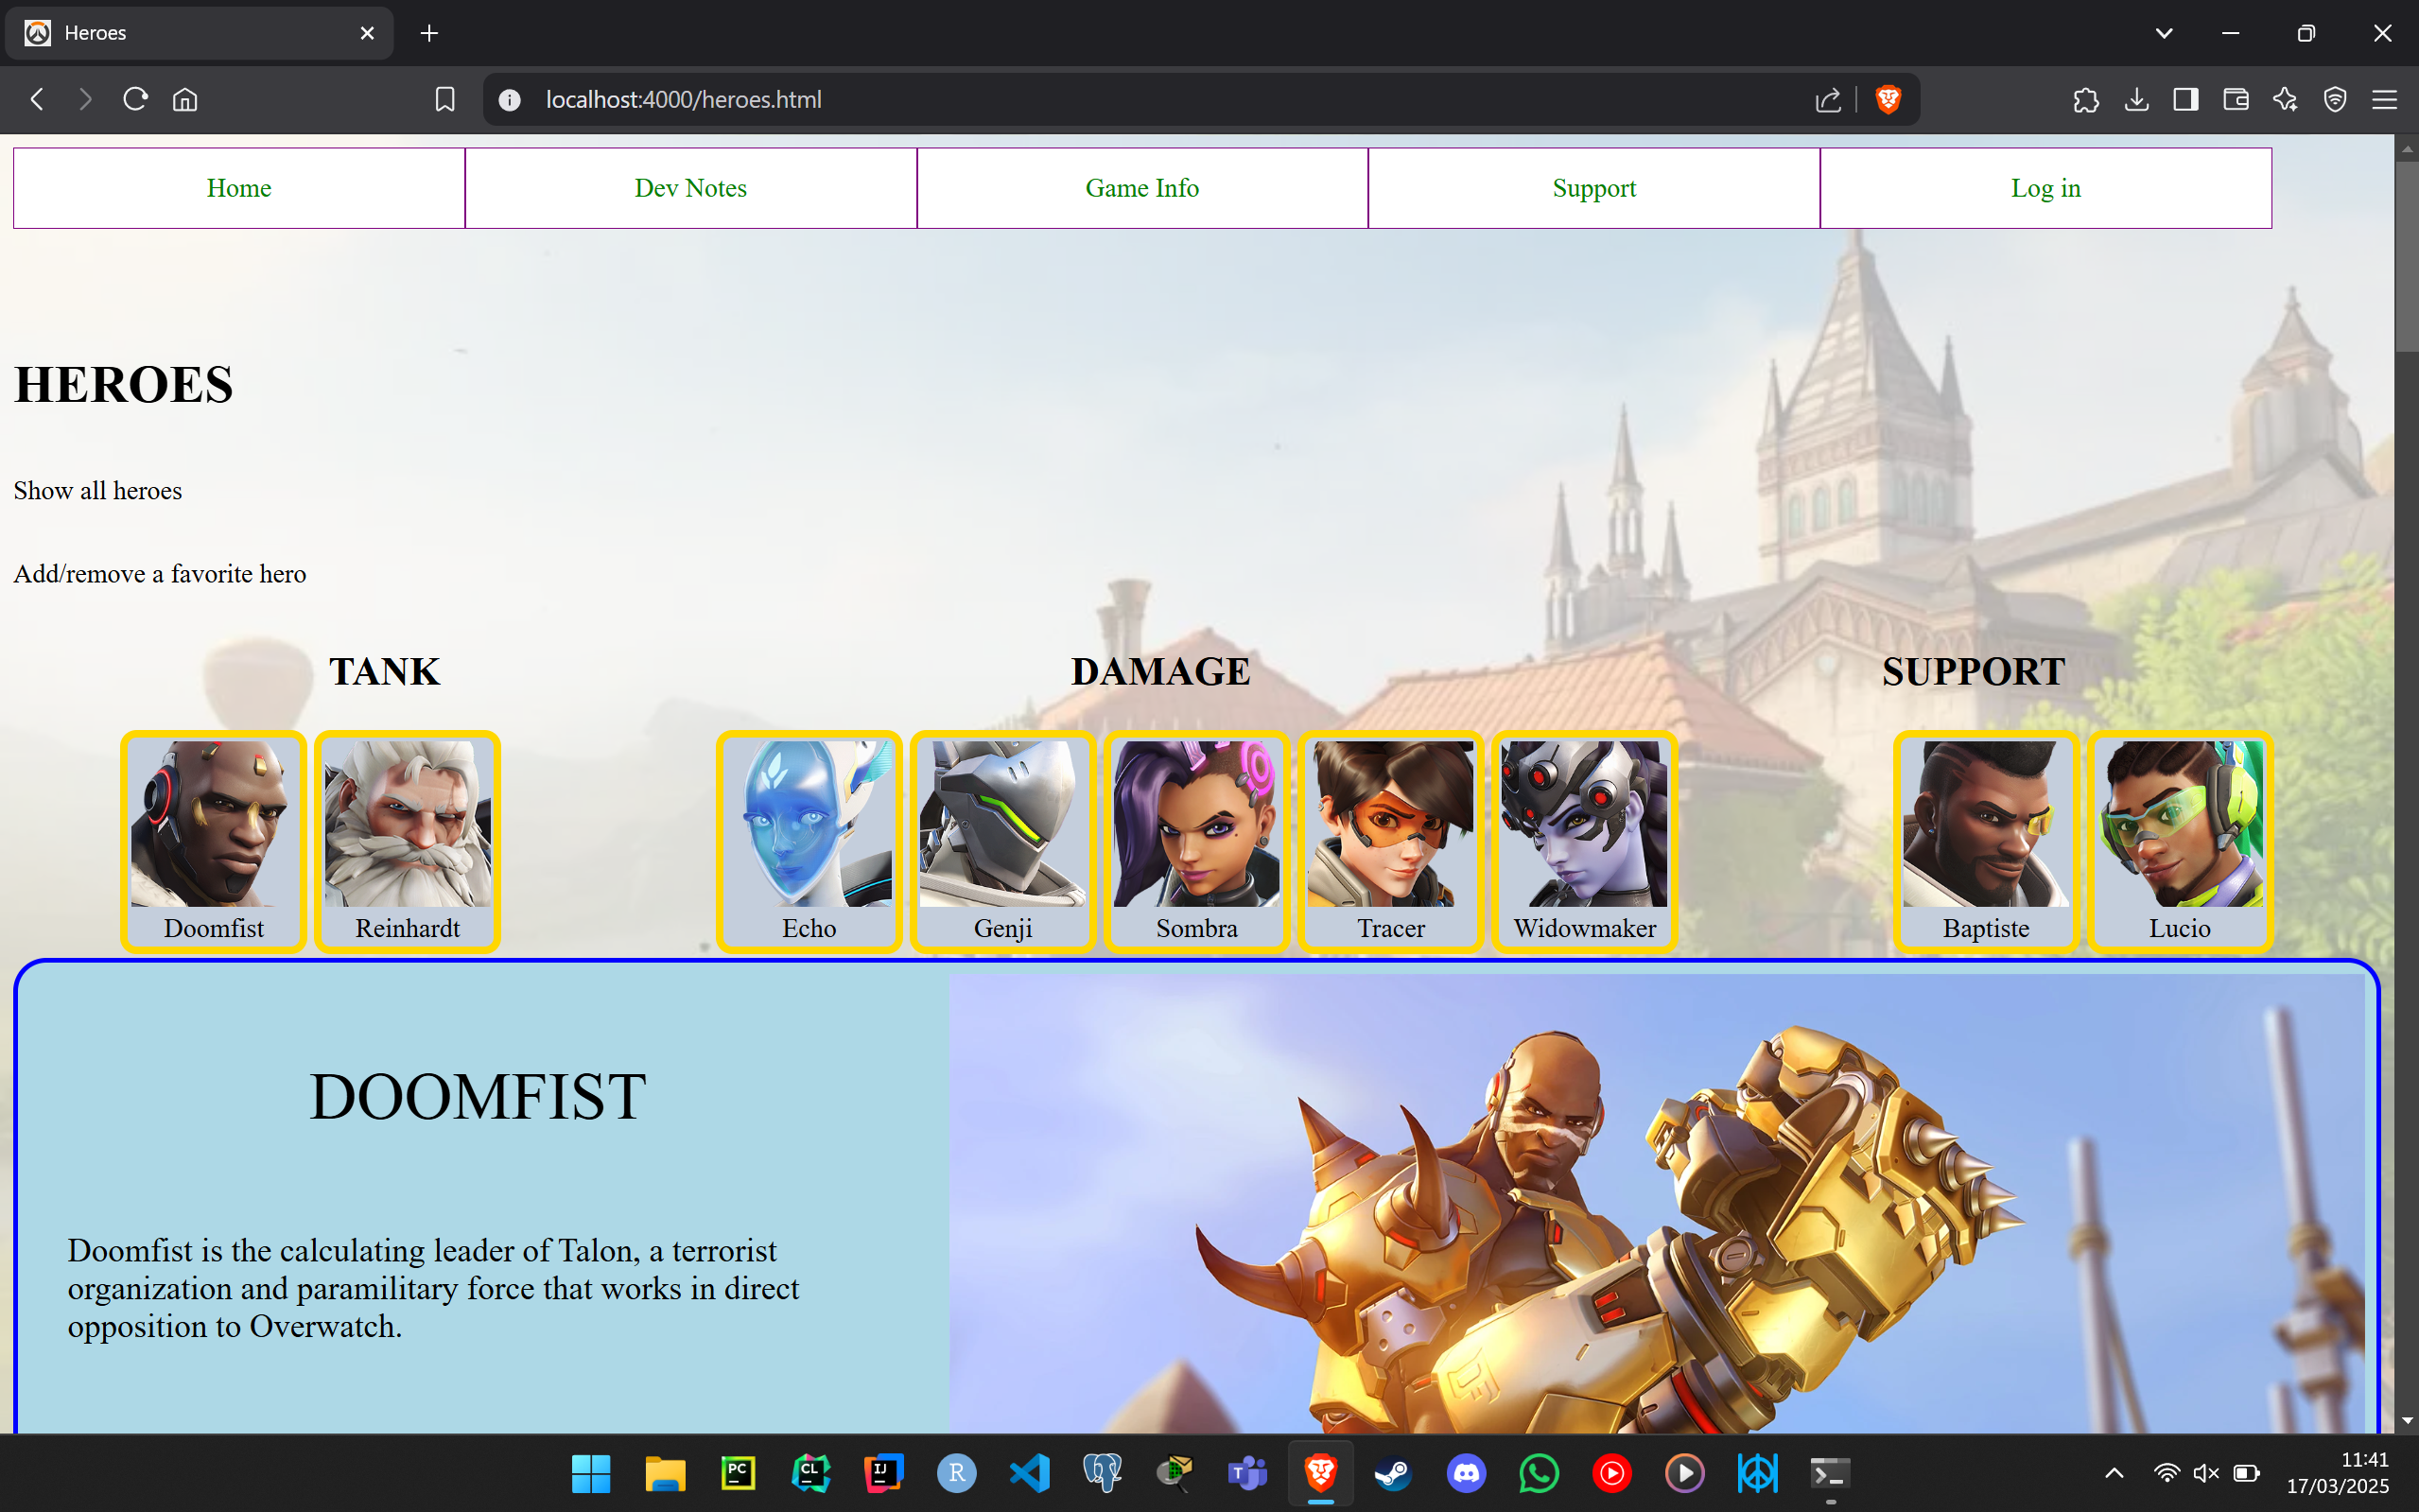 Heroes
localhost:4000/heroes.html
Home Dev Notes Game Info Support Log in
HEROES
Show all heroes
Add/remove a favorite hero
TANK DAMAGE SUPPORT
Doomfist Reinhardt Echo Genji Sombra Tracer Widowmaker Baptiste Lucio
DOOMFIST
Doomfist is the calculating leader of Talon, a terrorist
organization and paramilitary force that works in direct
opposition to Overwatch.
PC CL IJ R T
11:41
17/03/2025